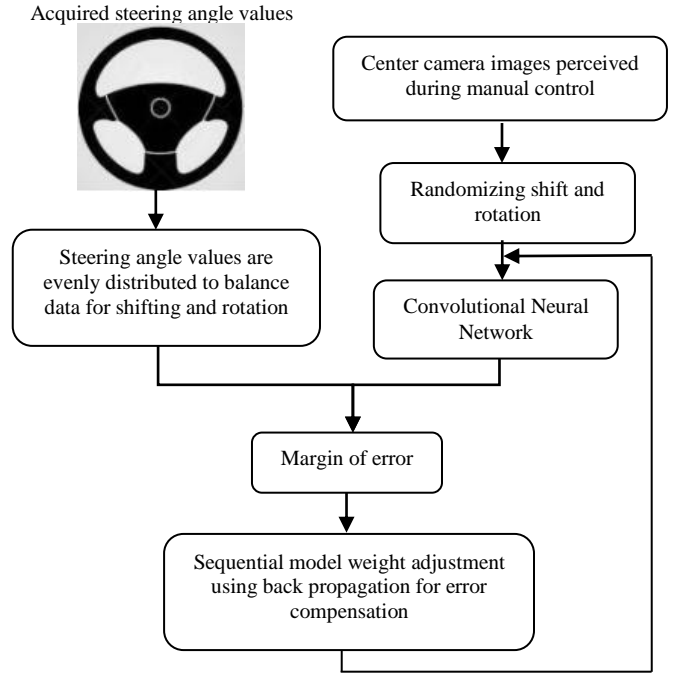 Acquired steering angle values
Center camera images perceived
during manual control
Randomizing shift and
rotation
Steering angle values are
evenly distributed to balance
data for shifting and rotation
Convolutional Neural
Network
Margin of error
Sequential model weight adjustment
using back propagation for error
compensation